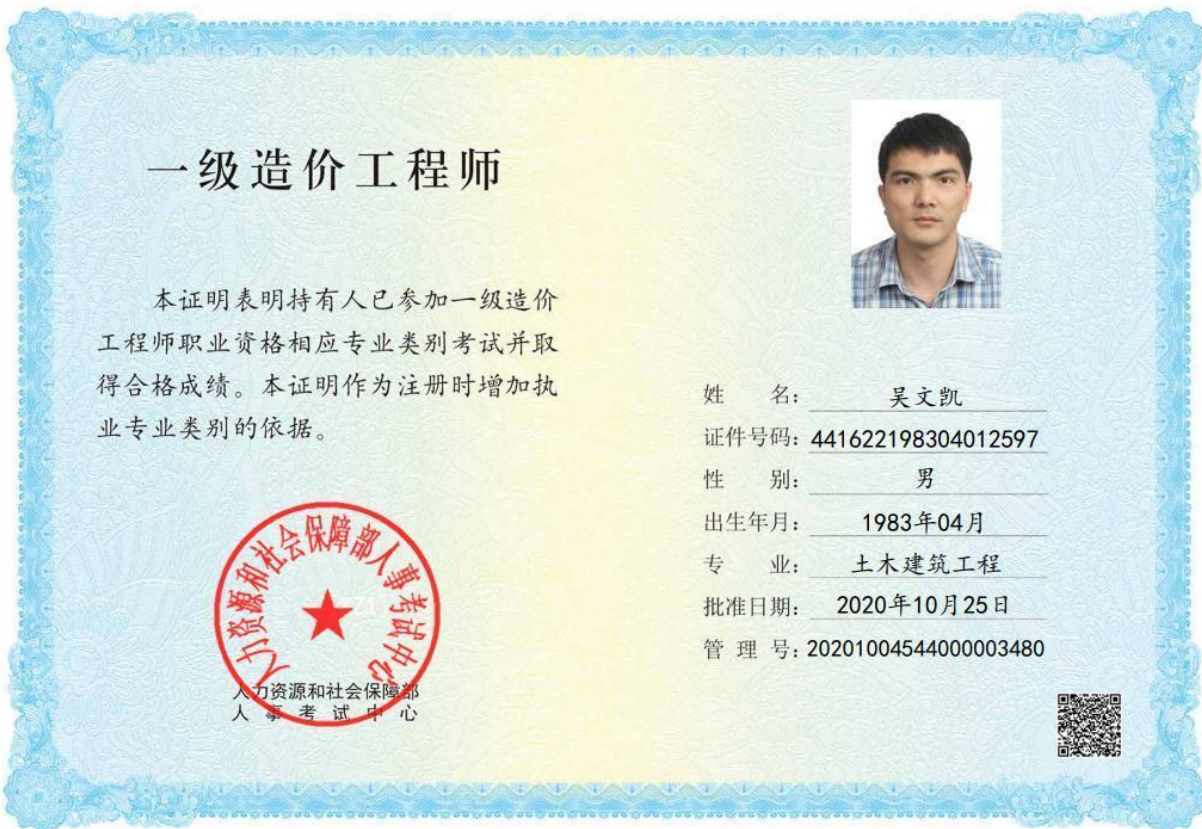 一级造价工程师
本证明表明持有人已参加一级造价
工程师职业资格相应专业类别考试并取
得合格成绩。本证明作为注册时增加执
业专业类别的依据。
人力资源和社会保障部人事考试中心
人力资源和社会保障部
人事考试中心
姓 名: 吴文凯
证件号码: 441622198304012597
性 别: 男
出生年月: 1983年04月
专 业: 土木建筑工程
批准日期: 2020年10月25日
管 理 号: 20201004544000003480